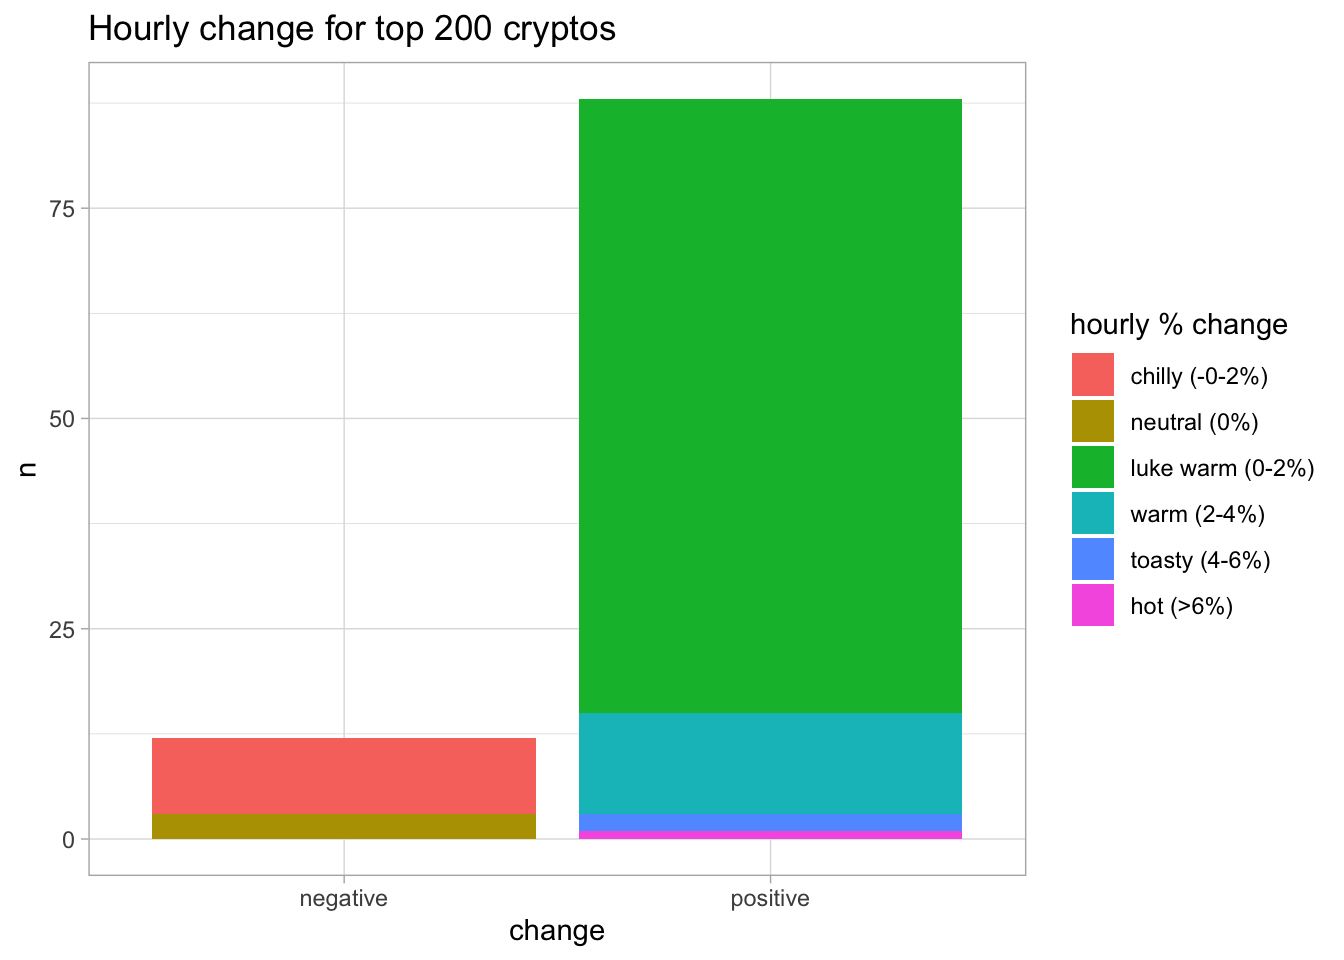 Hourly change for top 200 cryptos
75
50
25
0
n
negative
positive
change
hourly % change
chilly (-0-2%)
neutral (0%)
luke warm (0-2%)
warm (2-4%)
toasty (4-6%)
hot (>6%)